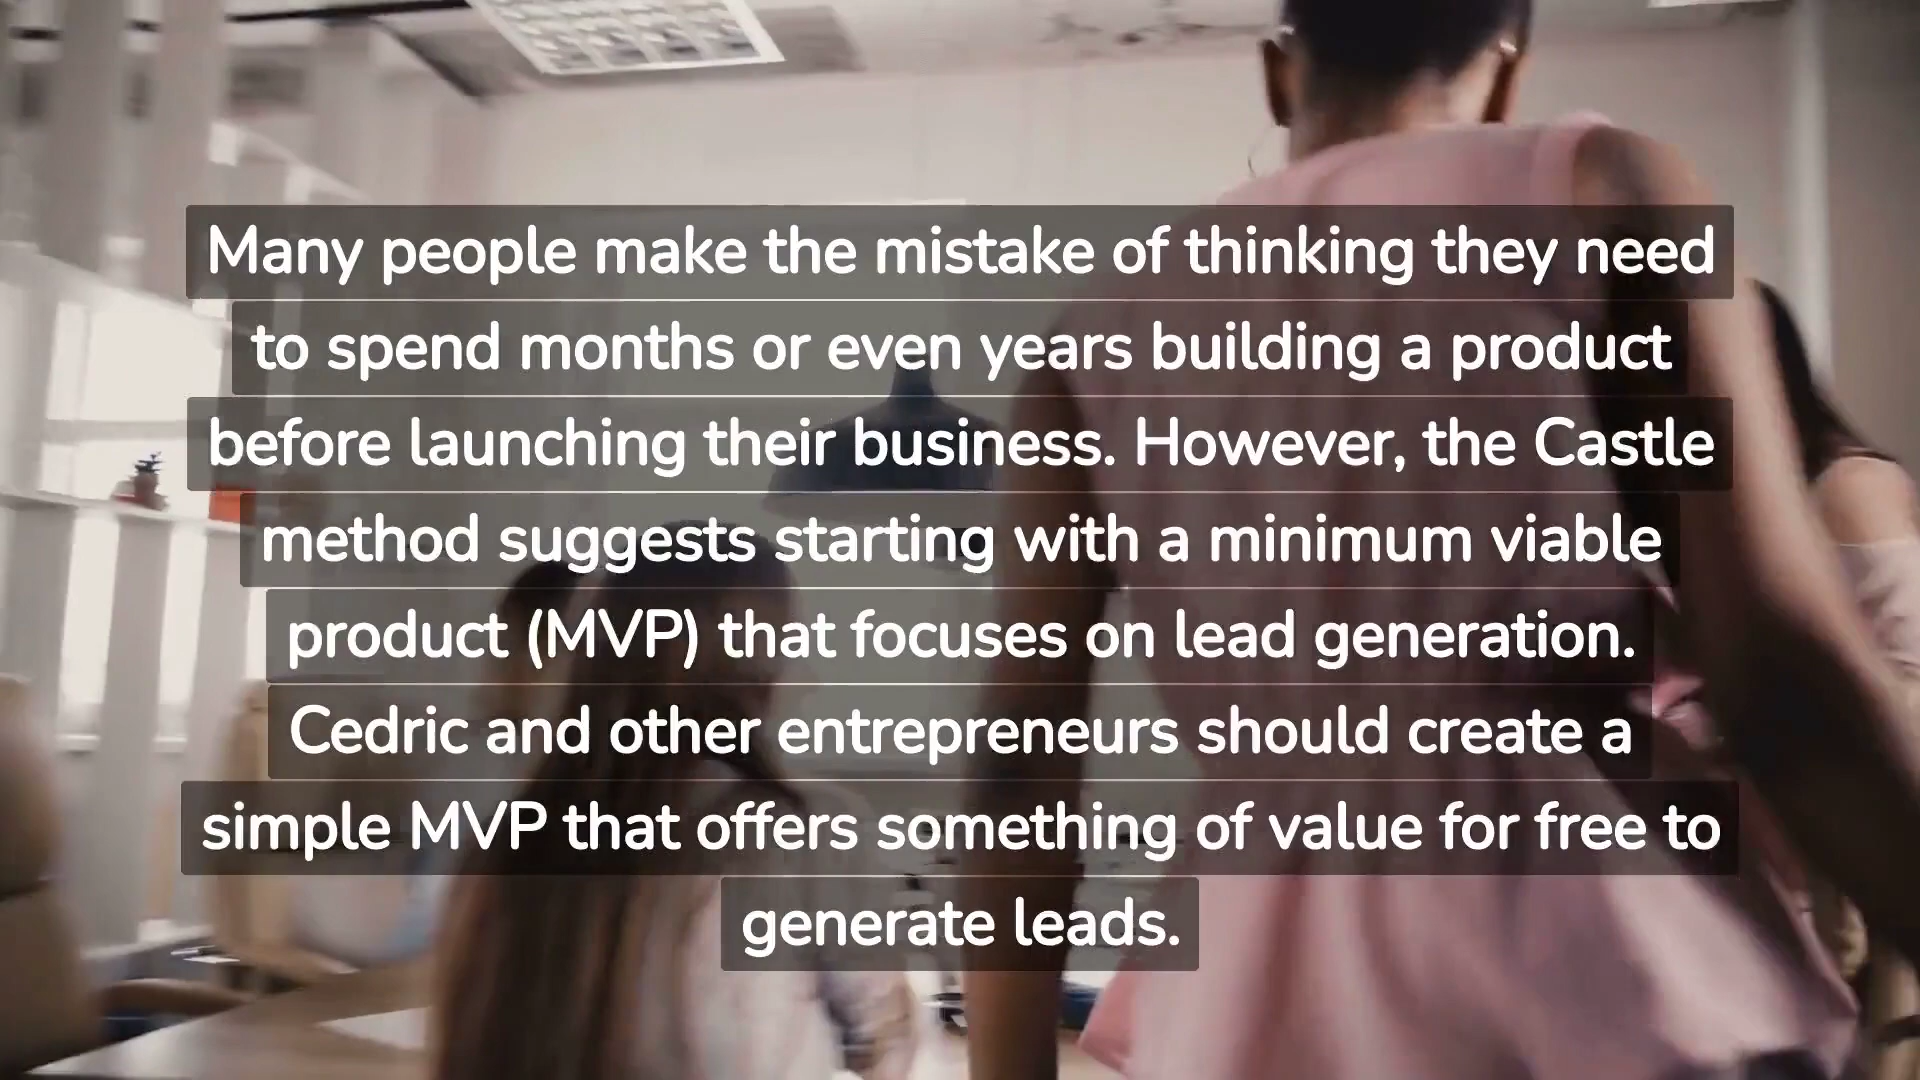 Many people make the mistake of thinking they need
to spend months or even years building a product
before launching their business. However, the Castle
method suggests starting with a minimum viable
product (MVP) that focuses on lead generation.
Cedric and other entrepreneurs should create a
simple MVP that offers something of value for free to
generate leads.